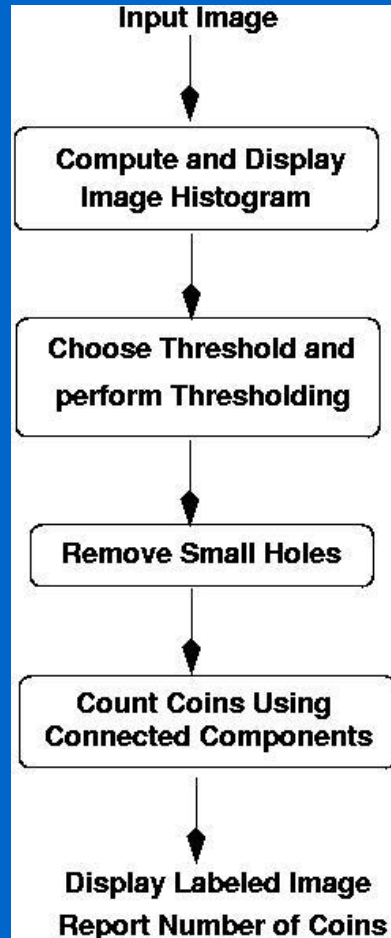 Input Image
Compute and Display
Image Histogram
Choose Threshold and
perform Thresholding
Remove Small Holes
Count Coins Using
Connected Components
Display Labeled Image
Report Number of Coins